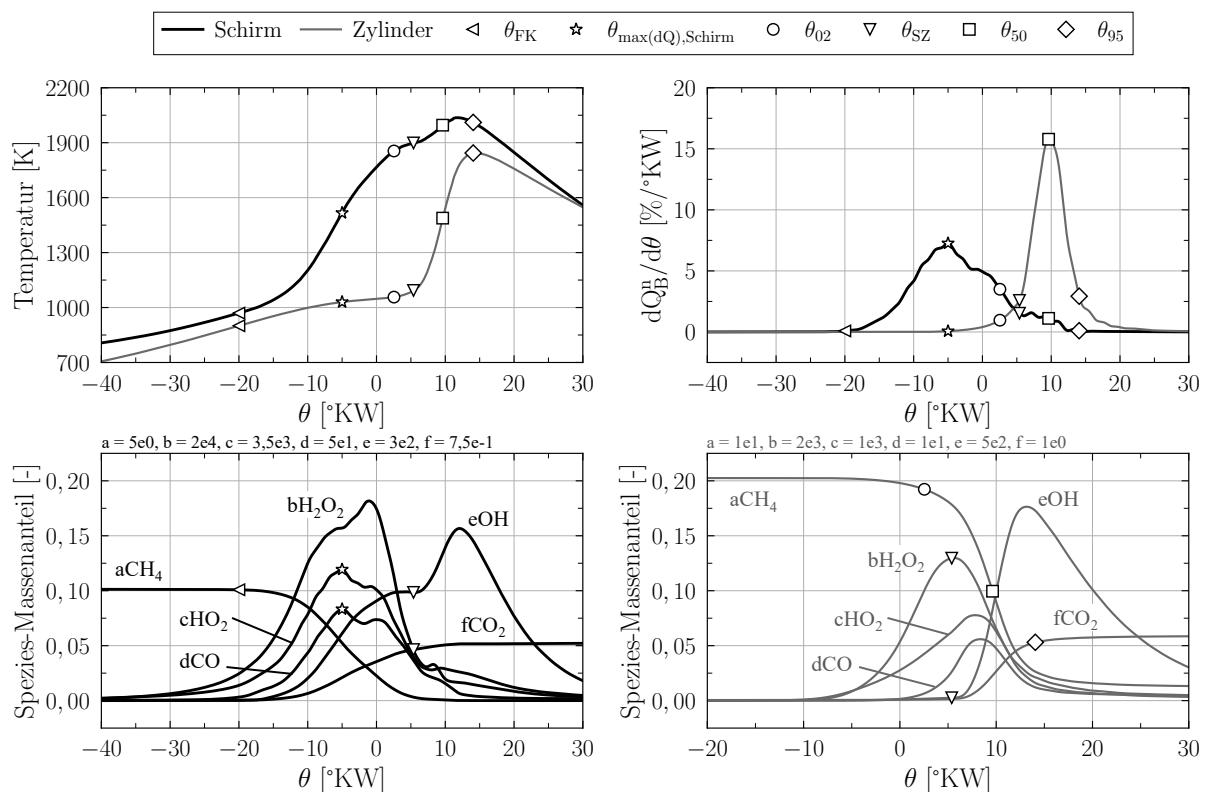 Schirm Zylinder θFK θmax(dQ),Schirm θ02 θSZ θ50 θ95
Temperatur [K]
2200
1900
1600
1300
1000
700
−40 −30 −20 −10 0 10 20 30
θ [°KW]
dQⁿB/dθ [%/°KW]
20
15
10
5
0
−40 −30 −20 −10 0 10 20 30
θ [°KW]
a = 5e0, b = 2e4, c = 3,5e3, d = 5e1, e = 3e2, f = 7,5e-1
Spezies-Massenanteil [-]
0,20
0,15
0,10
0,05
0,00
bH₂O₂
eOH
aCH₄
cHO₂
fCO₂
dCO
−40 −30 −20 −10 0 10 20 30
θ [°KW]
a = 1e1, b = 2e3, c = 1e3, d = 1e1, e = 5e2, f = 1e0
Spezies-Massenanteil [-]
0,20
0,15
0,10
0,05
0,00
aCH₄
eOH
bH₂O₂
cHO₂
fCO₂
dCO
−20 −10 0 10 20 30
θ [°KW]